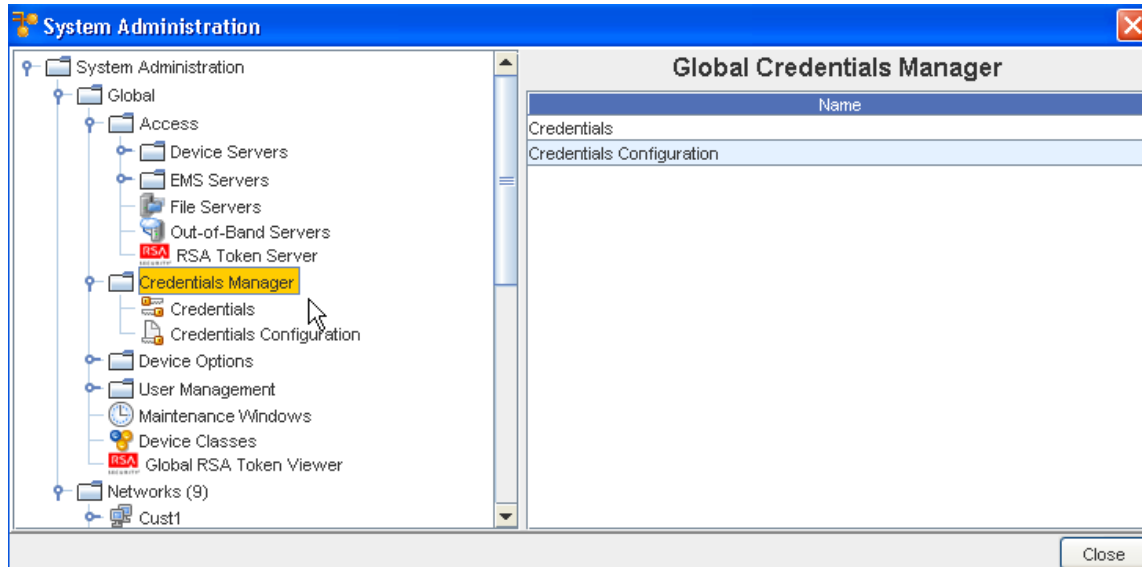 System Administration
System Administration
Global
Access
Device Servers
EMS Servers
File Servers
Out-of-Band Servers
RSA RSA Token Server
Credentials Manager
Credentials
Credentials Configuration
Device Options
User Management
Maintenance Windows
Device Classes
RSA Global RSA Token Viewer
Networks (9)
Cust1
Global Credentials Manager
Name
Credentials
Credentials Configuration
Close